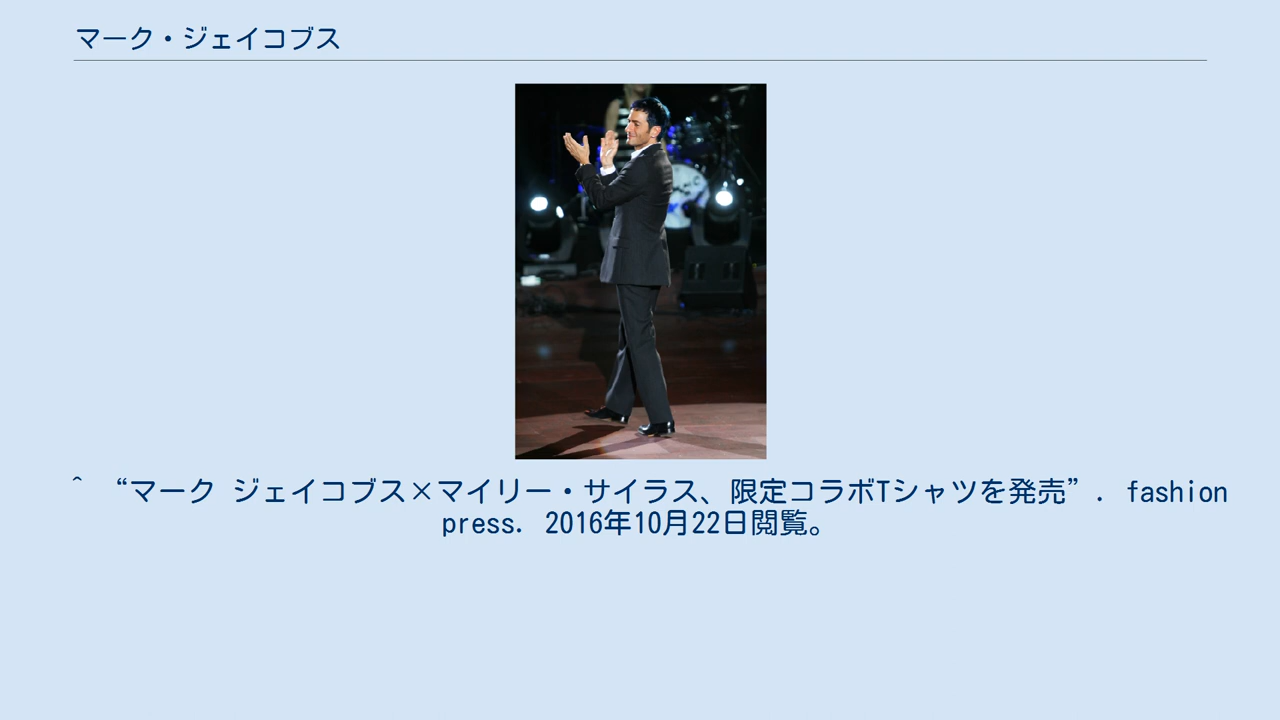 マーク・ジェイコブス
^ “マーク ジェイコブス×マイリー・サイラス、限定コラボTシャツを発売”. fashion
press. 2016年10月22日閲覧。